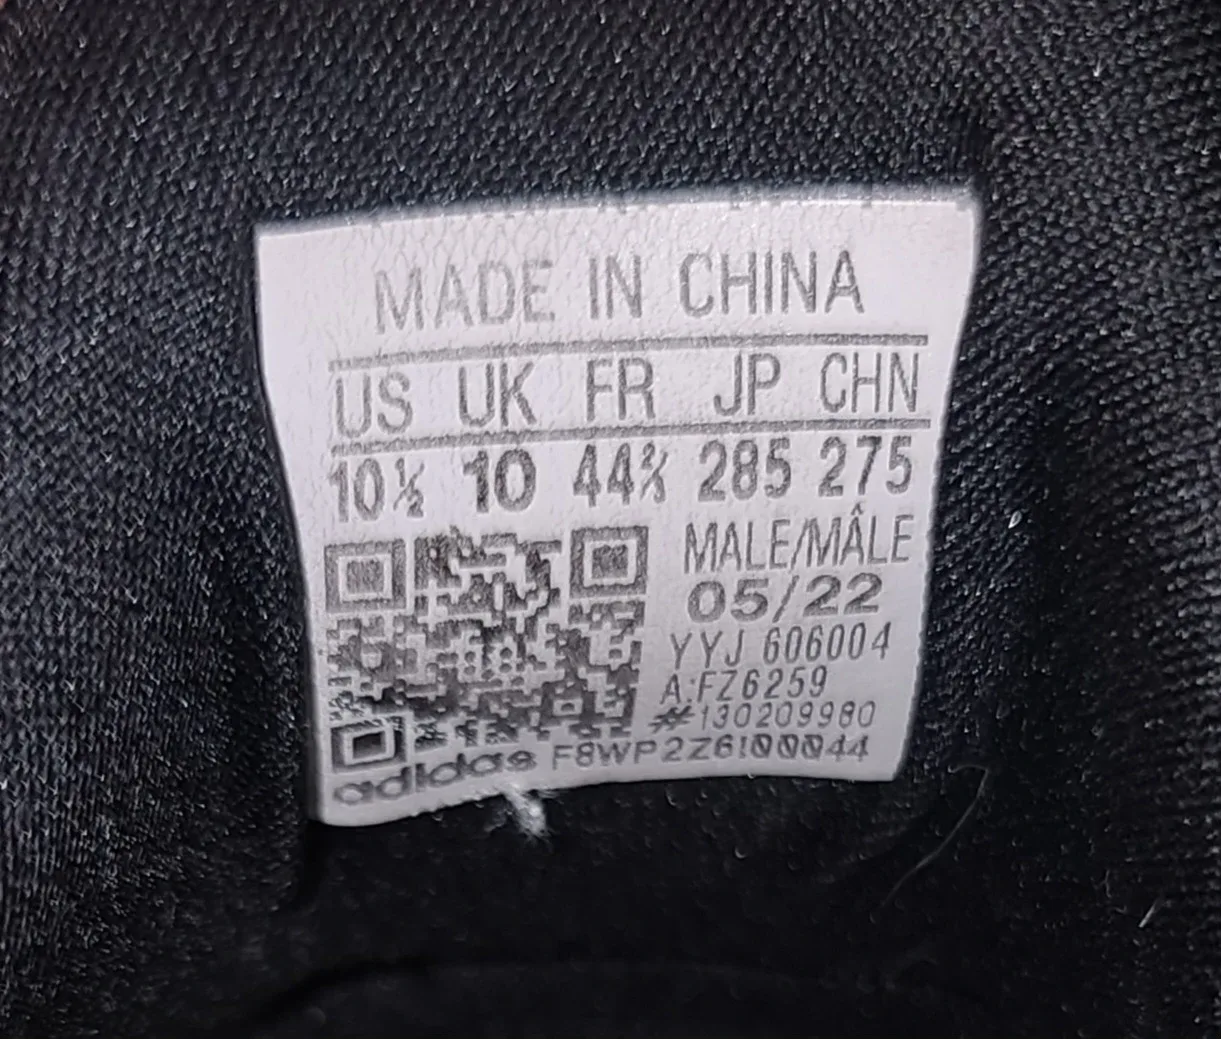 MADE IN CHINA
US UK FR JP CHN
10½ 10 44⅔ 285 275
MALE/MÂLE
05/22
YYJ 606004
A:FZ6259
#130209980
adidas F8WP2Z6I00044